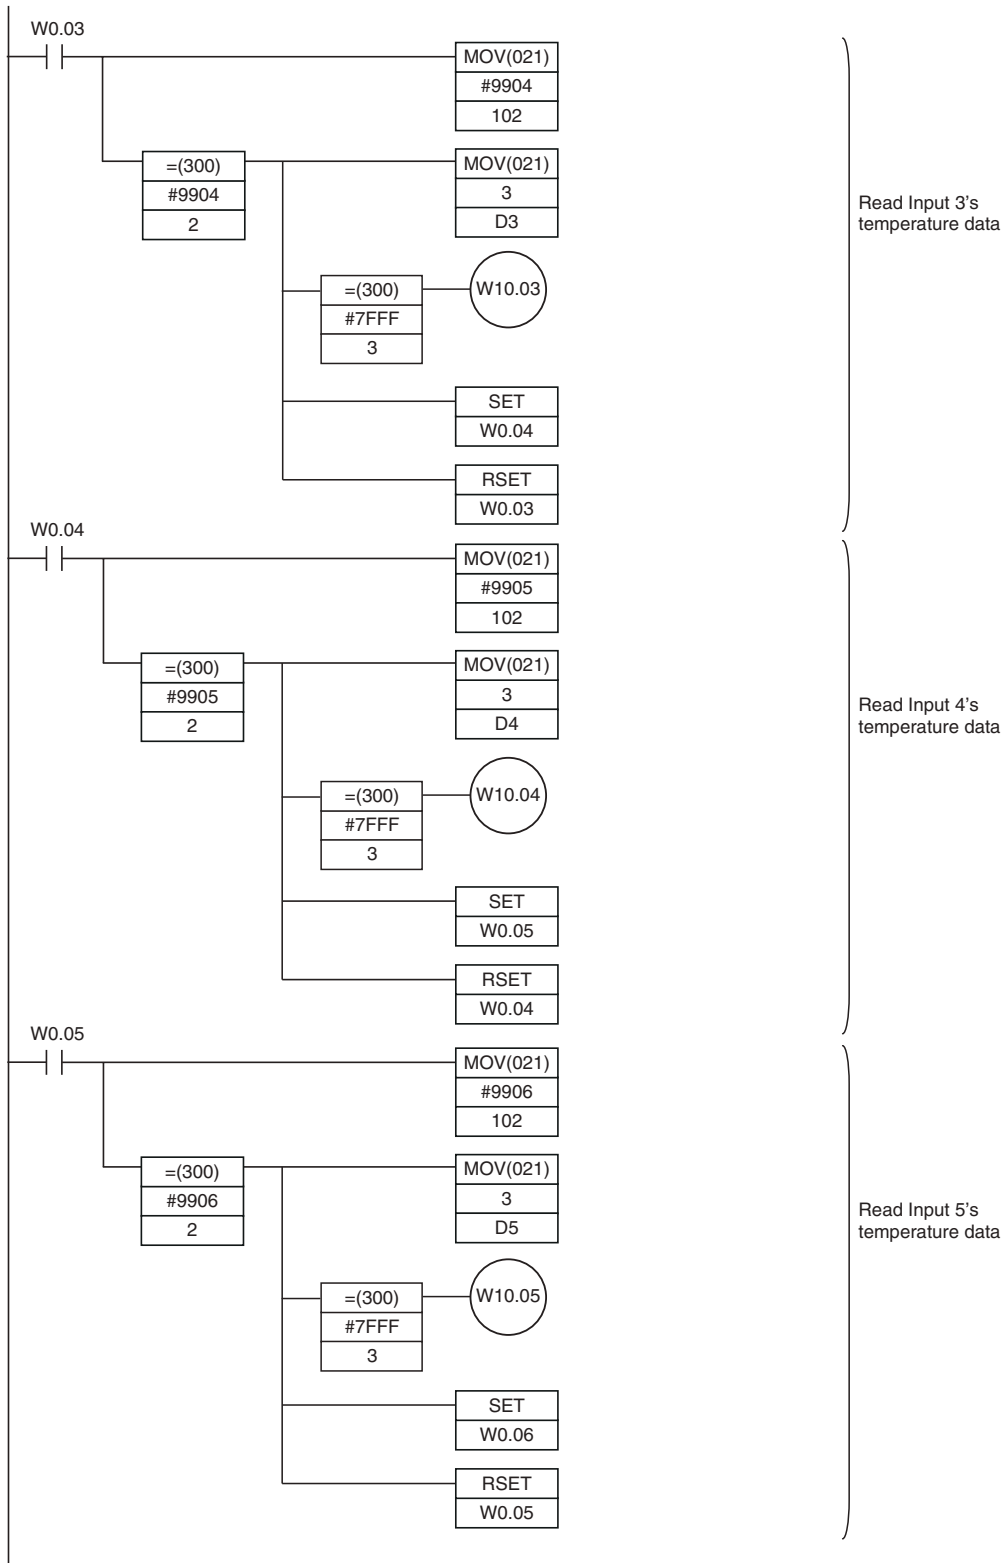 W0.03
MOV(021)
#9904
102
=(300)
#9904
2
MOV(021)
3
D3
Read Input 3's
temperature data
=(300)
#7FFF
3
W10.03
SET
W0.04
RSET
W0.03
W0.04
MOV(021)
#9905
102
=(300)
#9905
2
MOV(021)
3
D4
Read Input 4's
temperature data
=(300)
#7FFF
3
W10.04
SET
W0.05
RSET
W0.04
W0.05
MOV(021)
#9906
102
=(300)
#9906
2
MOV(021)
3
D5
Read Input 5's
temperature data
=(300)
#7FFF
3
W10.05
SET
W0.06
RSET
W0.05